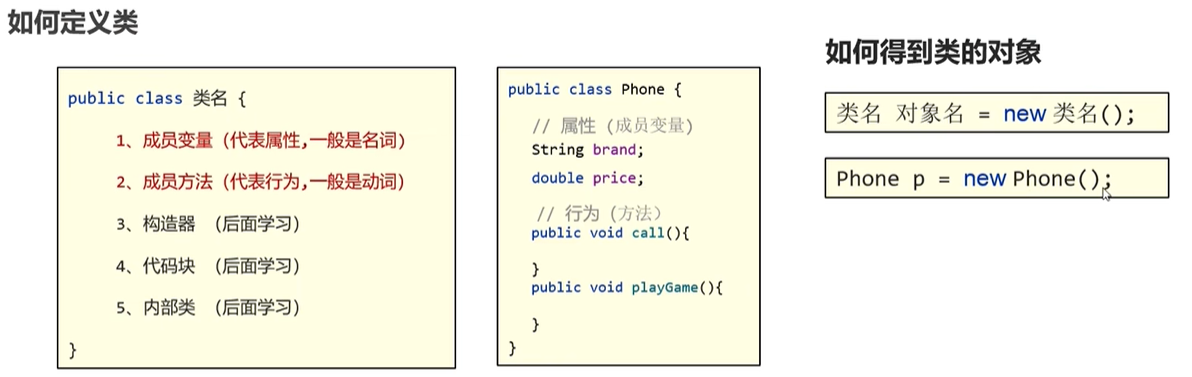 如何定义类
public class 类名 {
1、成员变量（代表属性,一般是名词）
2、成员方法（代表行为,一般是动词）
3、构造器 （后面学习）
4、代码块 （后面学习）
5、内部类 （后面学习）
}
public class Phone {
// 属性（成员变量）
String brand;
double price;
// 行为（方法）
public void call(){
}
public void playGame(){
}
}
如何得到类的对象
类名 对象名 = new 类名();
Phone p = new Phone();